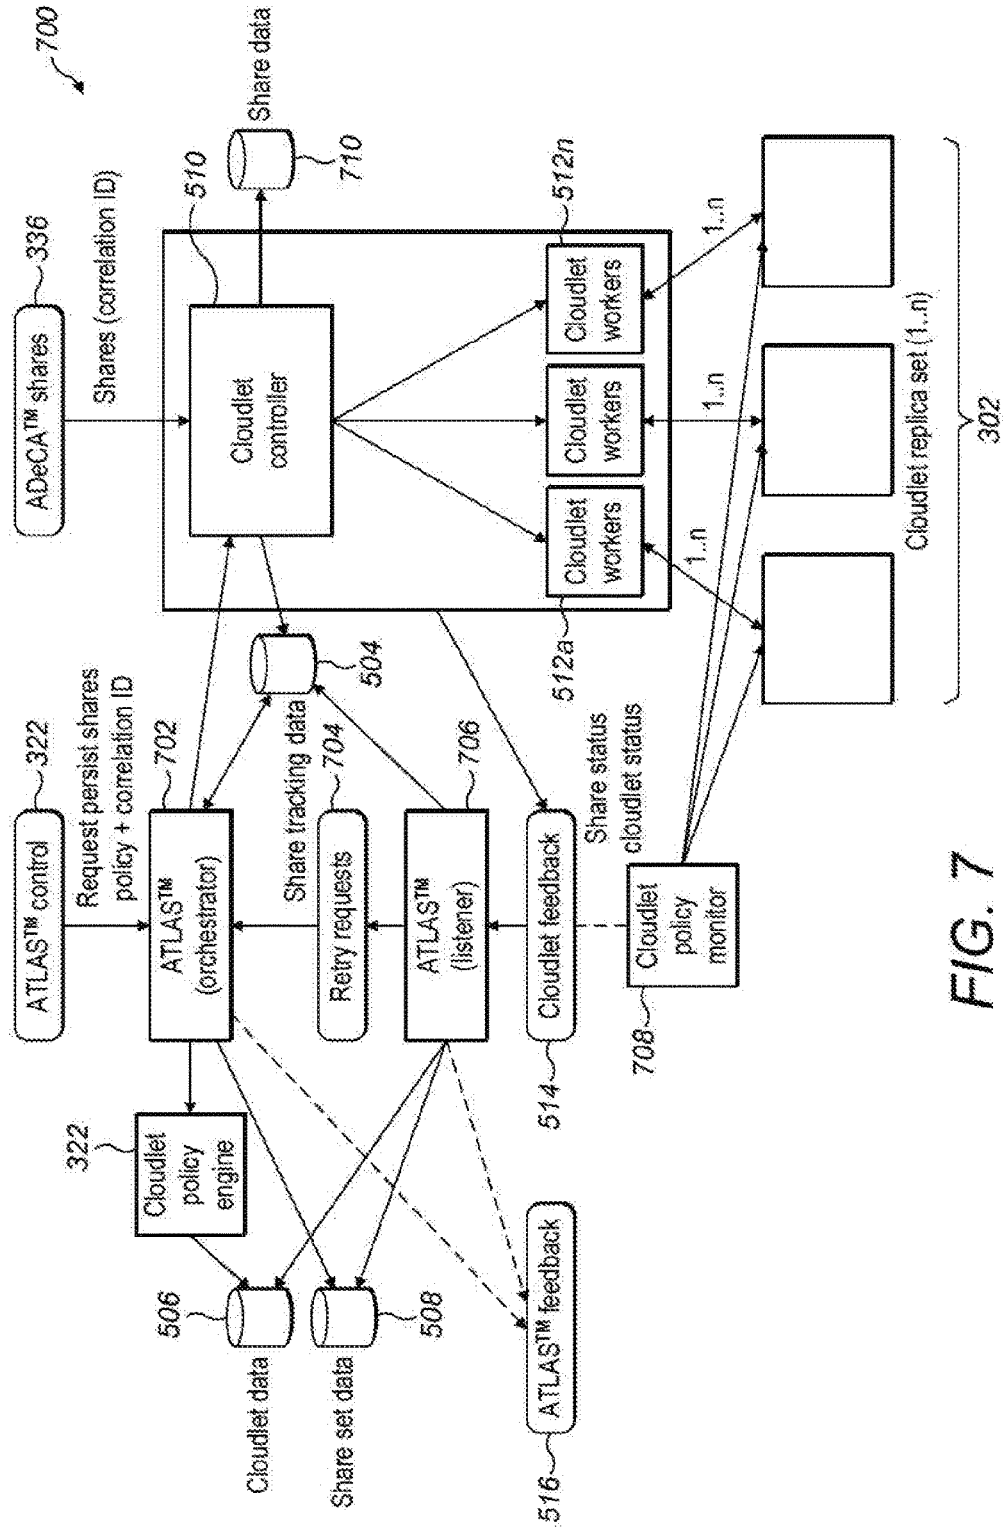 700
ATLAS™ control
322
ADeCA™ shares
336
Request persist shares
policy + correlation ID
Shares (correlation ID)
322
Cloudlet
policy
engine
ATLAS™
(orchestrator)
702
Cloudlet
controller
510
Share data
710
506
Cloudlet data
504
Share tracking data
508
Share set data
Retry requests
704
ATLAS™
(listener)
706
516
ATLAS™ feedback
514
Cloudlet feedback
Share status
cloudlet status
512a
Cloudlet
workers
Cloudlet
workers
Cloudlet
workers
512n
708
Cloudlet
policy
monitor
1..n
1..n
1..n
Cloudlet replica set (1..n)
302
FIG. 7